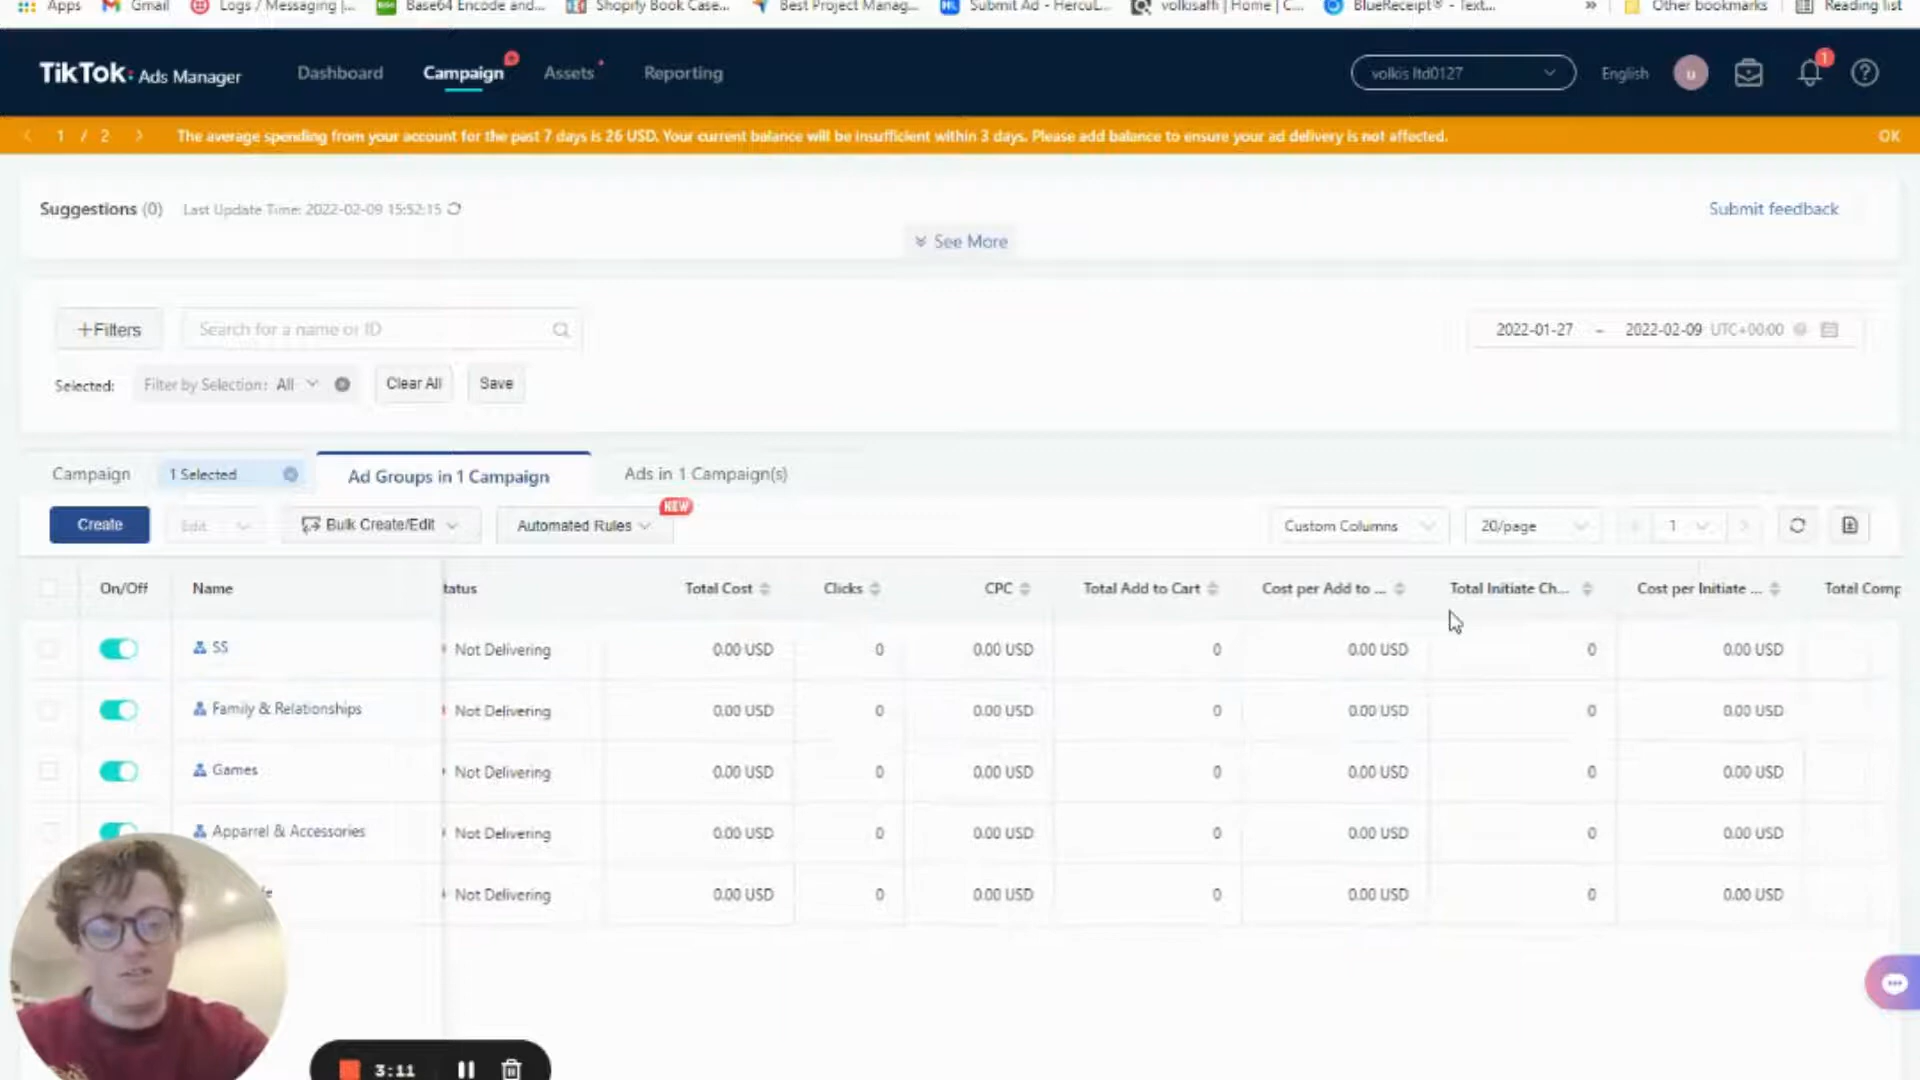 Apps Gmail Logs / Messaging |... Base64 Encode and... Shopify Book Case... Best Project Manag... Submit Ad - HercuL... volkisaffi | Home | C... BlueReceipt® - Text... » Other bookmarks Reading list
TikTok: Ads Manager Dashboard Campaign Assets Reporting volkis ltd0127 English u 1
1 / 2 The average spending from your account for the past 7 days is 26 USD. Your current balance will be insufficient within 3 days. Please add balance to ensure your ad delivery is not affected. OK
Suggestions (0) Last Update Time: 2022-02-09 15:52:15 Submit feedback
See More
+Filters Search for a name or ID 2022-01-27 - 2022-02-09 UTC+00:00
Selected: Filter by Selection: All Clear All Save
Campaign 1 Selected Ad Groups in 1 Campaign Ads in 1 Campaign(s)
NEW
Create Edit Bulk Create/Edit Automated Rules Custom Columns 20/page 1
On/Off Name tatus Total Cost Clicks CPC Total Add to Cart Cost per Add to ... Total Initiate Ch... Cost per Initiate ... Total Comp
SS Not Delivering 0.00 USD 0 0.00 USD 0 0.00 USD 0 0.00 USD
Family & Relationships Not Delivering 0.00 USD 0 0.00 USD 0 0.00 USD 0 0.00 USD
Games Not Delivering 0.00 USD 0 0.00 USD 0 0.00 USD 0 0.00 USD
Apparrel & Accessories Not Delivering 0.00 USD 0 0.00 USD 0 0.00 USD 0 0.00 USD
Not Delivering 0.00 USD 0 0.00 USD 0 0.00 USD 0 0.00 USD
3:11